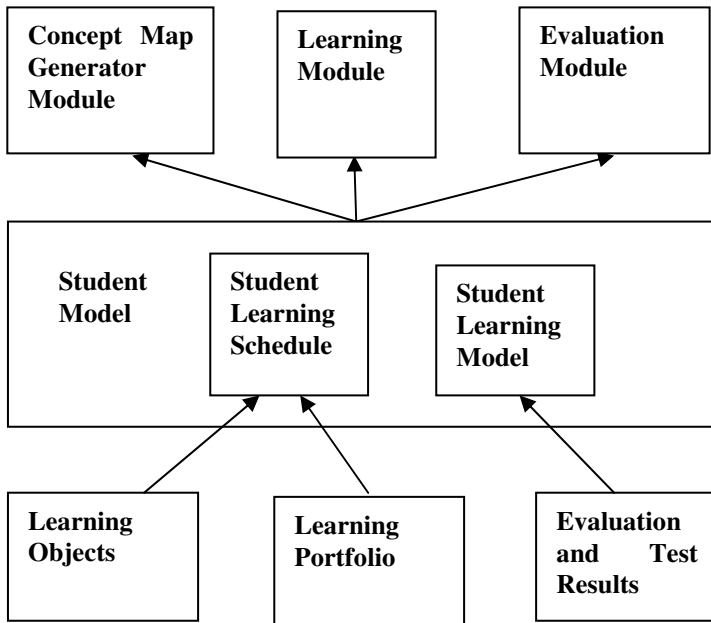 Concept Map
Generator
Module
Learning
Module
Evaluation
Module
Student
Model
Student
Learning
Schedule
Student
Learning
Model
Learning
Objects
Learning
Portfolio
Evaluation
and Test
Results